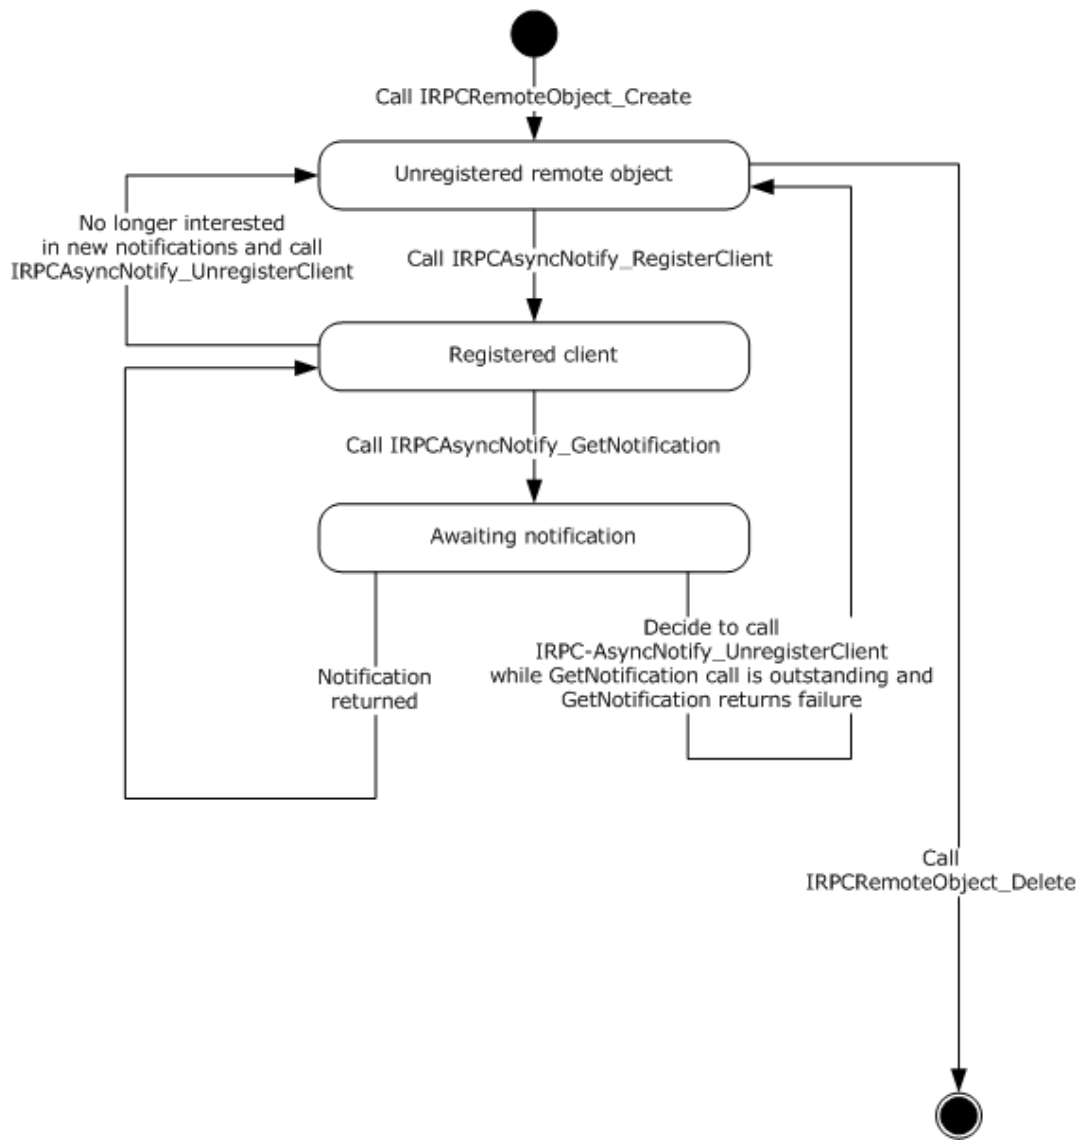 Call IRPCRemoteObject_Create
Unregistered remote object
No longer interested
in new notifications and call
IRPCAsyncNotify_UnregisterClient
Call IRPCAsyncNotify_RegisterClient
Registered client
Call IRPCAsyncNotify_GetNotification
Awaiting notification
Notification
returned
Decide to call
IRPC-AsyncNotify_UnregisterClient
while GetNotification call is outstanding and
GetNotification returns failure
Call
IRPCRemoteObject_Delete